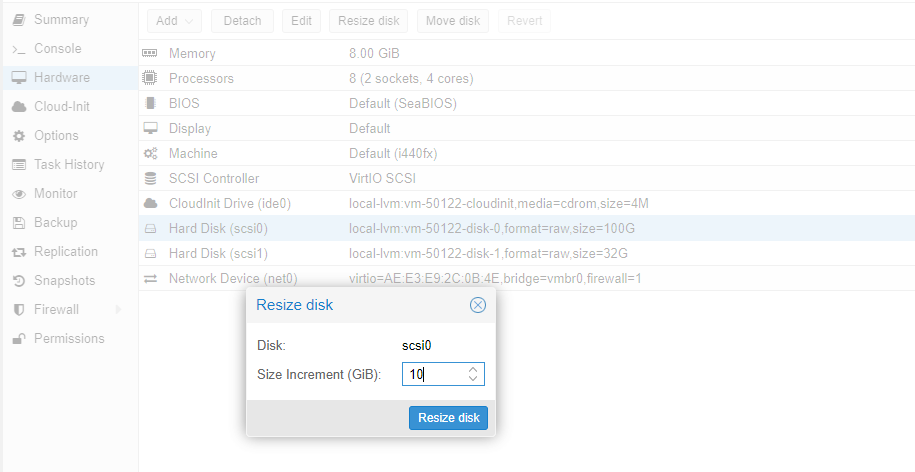 Summary
Console
Hardware
Cloud-Init
Options
Task History
Monitor
Backup
Replication
Snapshots
Firewall
Permissions
Add Detach Edit Resize disk Move disk Revert
Memory 8.00 GiB
Processors 8 (2 sockets, 4 cores)
BIOS Default (SeaBIOS)
Display Default
Machine Default (i440fx)
SCSI Controller VirtIO SCSI
CloudInit Drive (ide0) local-lvm:vm-50122-cloudinit,media=cdrom,size=4M
Hard Disk (scsi0) local-lvm:vm-50122-disk-0,format=raw,size=100G
Hard Disk (scsi1) local-lvm:vm-50122-disk-1,format=raw,size=32G
Network Device (net0) virtio=AE:E3:E9:2C:0B:4E,bridge=vmbr0,firewall=1
Resize disk
Disk: scsi0
Size Increment (GiB): 10
Resize disk